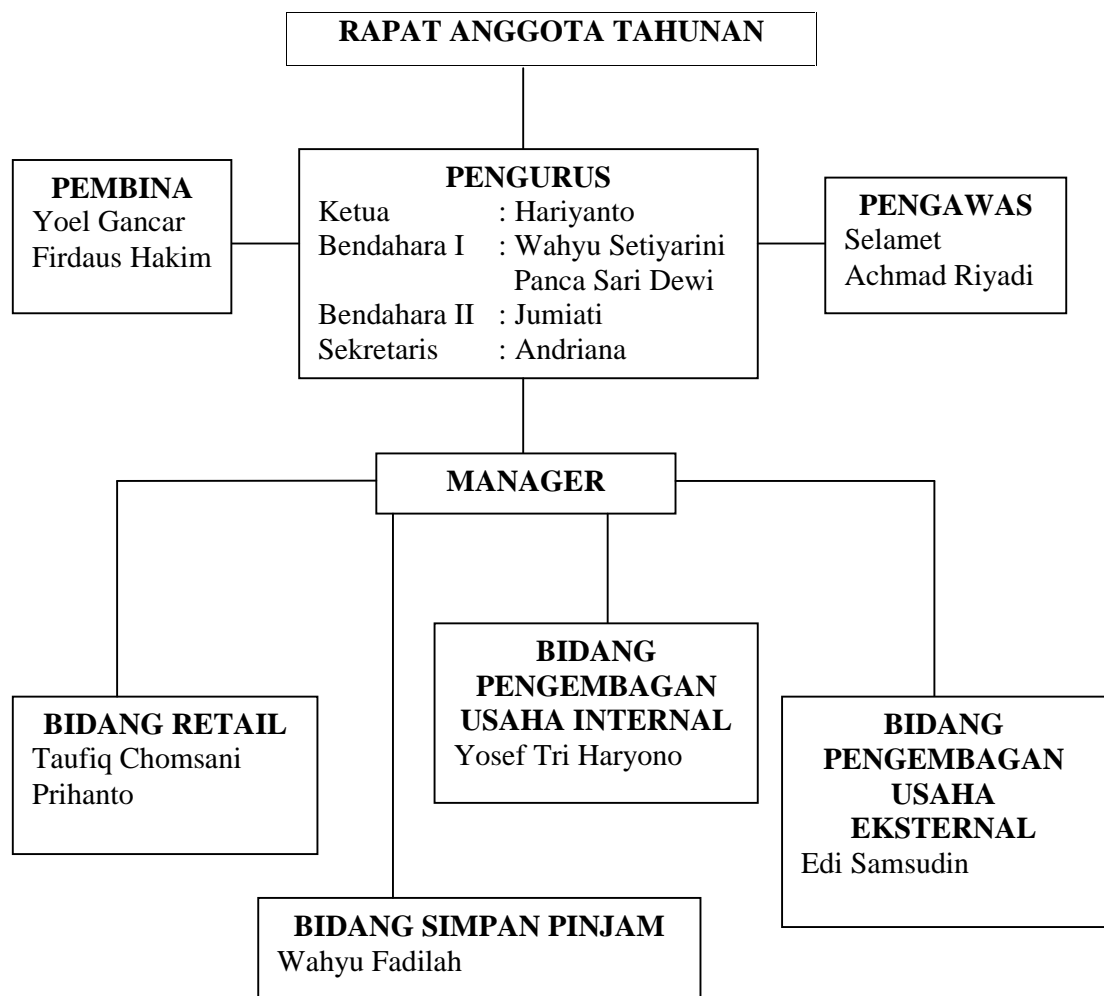 RAPAT ANGGOTA TAHUNAN
PEMBINA
Yoel Gancar
Firdaus Hakim
PENGURUS
Ketua : Hariyanto
Bendahara I : Wahyu Setiyarini
Panca Sari Dewi
Bendahara II : Jumiati
Sekretaris : Andriana
PENGAWAS
Selamet
Achmad Riyadi
MANAGER
BIDANG RETAIL
Taufiq Chomsani
Prihanto
BIDANG SIMPAN PINJAM
Wahyu Fadilah
BIDANG
PENGEMBAGAN
USAHA INTERNAL
Yosef Tri Haryono
BIDANG
PENGEMBAGAN
USAHA
EKSTERNAL
Edi Samsudin